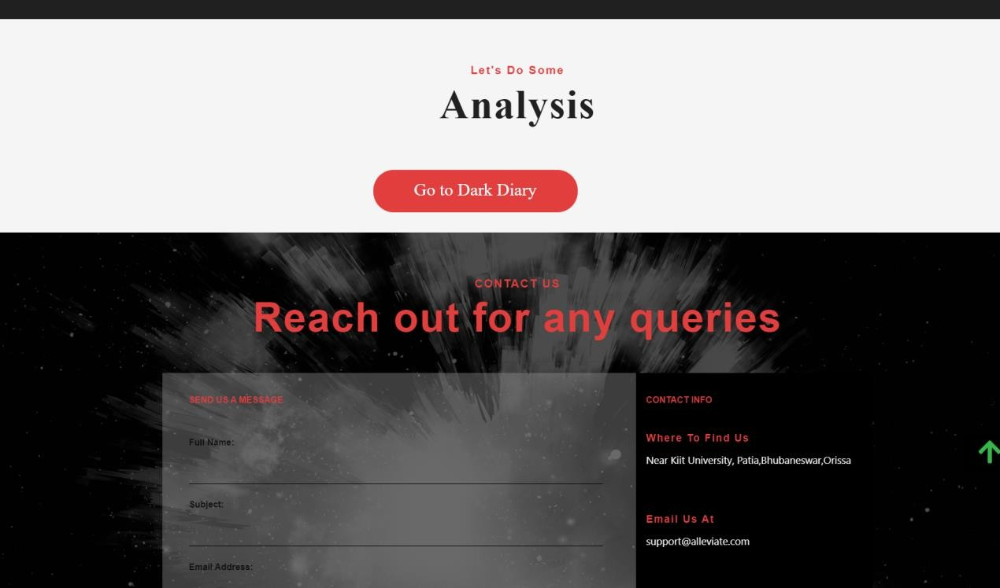 Let's Do Some
Analysis
Go to Dark Diary
CONTACT US
Reach out for any queries
SEND US A MESSAGE
Full Name:
Subject:
Email Address:
CONTACT INFO
Where To Find Us
Near Kiit University, Patia,Bhubaneswar,Orissa
Email Us At
support@alleviate.com